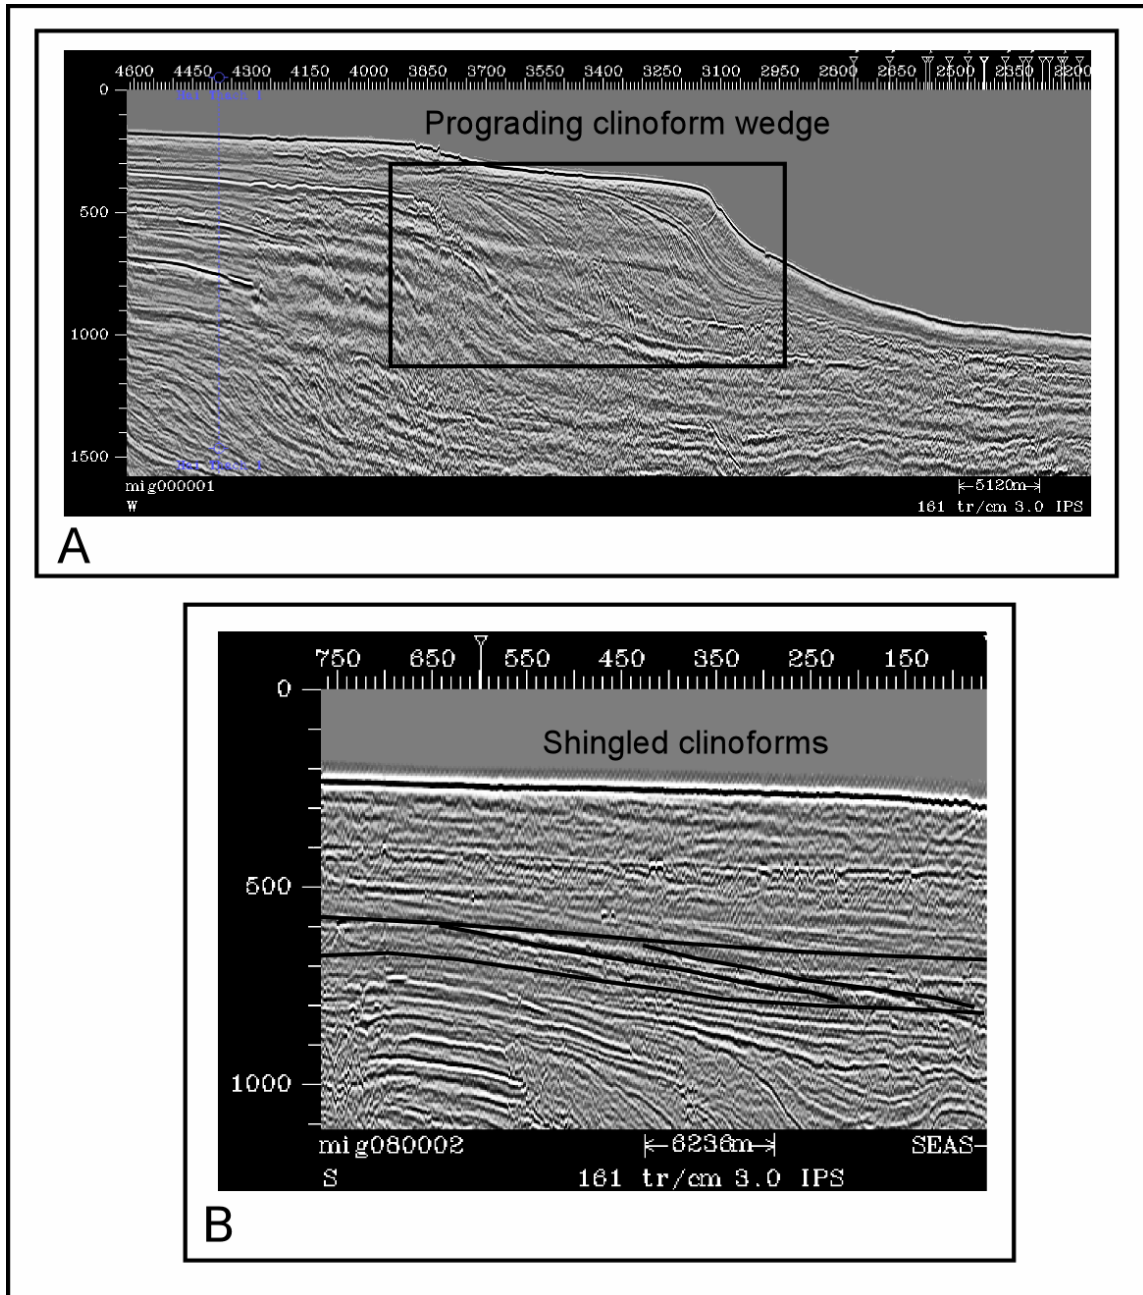 4600 4450 4300 4150 4000 3850 3700 3550 3400 3250 3100 2950 2800 2650 2500 2350 2200
0
Prograding clinoform wedge
500
1000
1500
mig000001
5120m
W
161 tr/cm 3.0 IPS
A
750 650 550 450 350 250 150
0
Shingled clinoforms
500
1000
mig080002
6236m
SEAS-
S
161 tr/cm 3.0 IPS
B